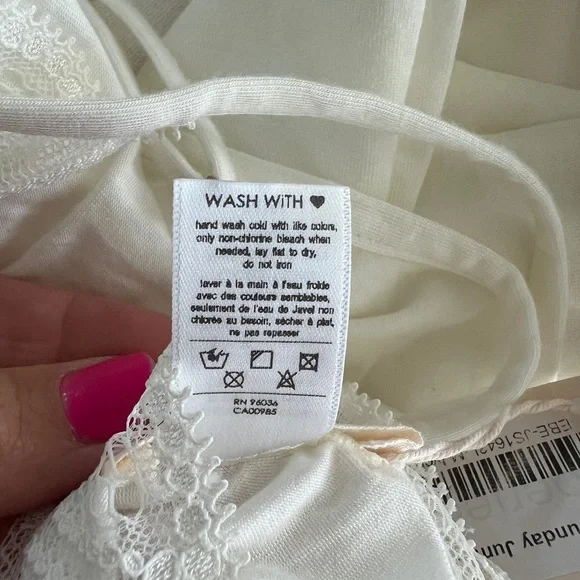 WASH WITH ♥
hand wash cold with like colors,
only non-chlorine bleach when
needed, lay flat to dry,
do not iron
laver à la main à l'eau froide
avec des couleurs semblables,
seulement de l'eau de Javel non
chlorée au besoin, sécher à plat,
ne pas repasser
RN 96036
CA00985
unday Jun